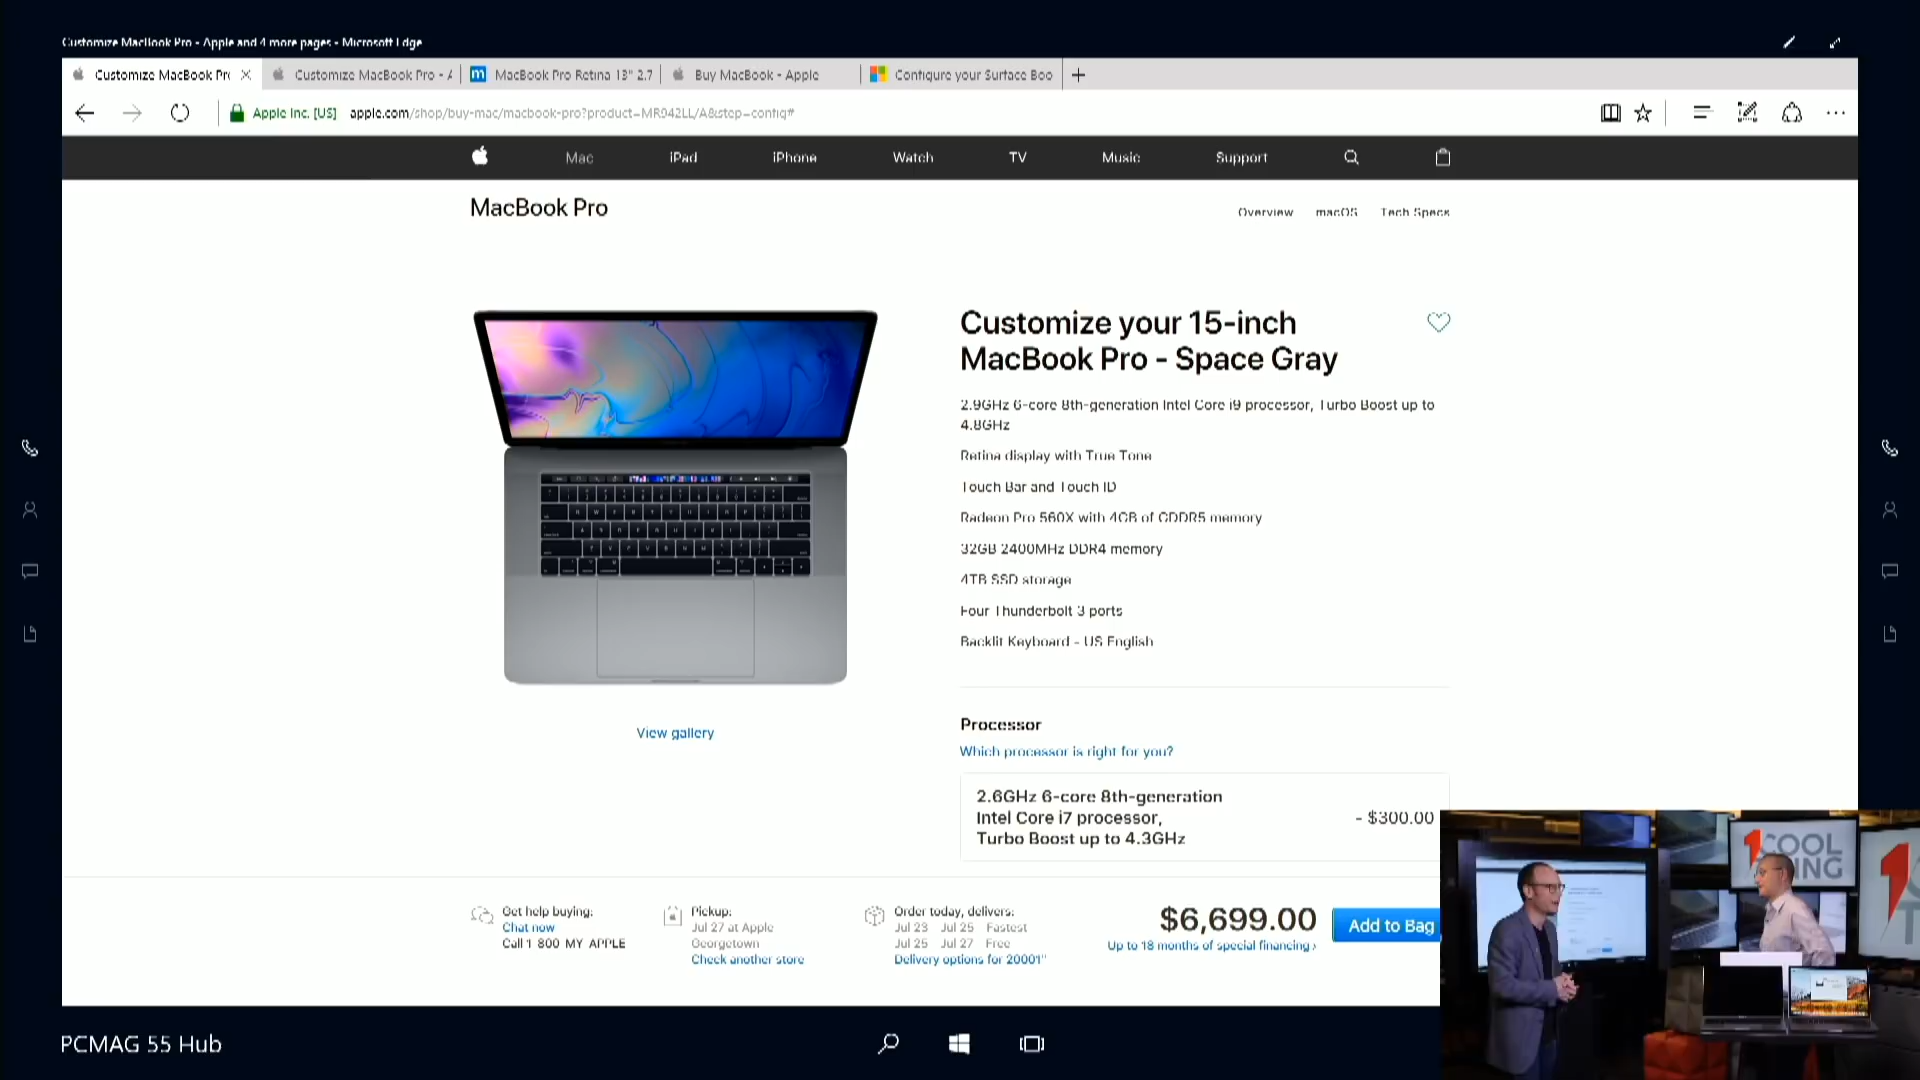 Customize MacBook Pro - Apple and 4 more pages - Microsoft Edge
Customize MacBook Pr
Customize MacBook Pro - A
MacBook Pro Retina 13" 2.7
Buy MacBook - Apple
Configure your Surface Boo
Apple Inc. [US] apple.com/shop/buy-mac/macbook-pro?product=MR942LL/A&step=config#
Mac iPad iPhone Watch TV Music Support
MacBook Pro
Overview macOS Tech Specs
Customize your 15-inch
MacBook Pro - Space Gray
2.9GHz 6-core 8th-generation Intel Core i9 processor, Turbo Boost up to
4.8GHz
Retina display with True Tone
Touch Bar and Touch ID
Radeon Pro 560X with 4GB of GDDR5 memory
32GB 2400MHz DDR4 memory
4TB SSD storage
Four Thunderbolt 3 ports
Backlit Keyboard - US English
View gallery
Processor
Which processor is right for you?
2.6GHz 6-core 8th-generation
Intel Core i7 processor,
Turbo Boost up to 4.3GHz
- $300.00
Get help buying:
Chat now
Call 1 800 MY APPLE
Pickup:
Jul 27 at Apple
Georgetown
Check another store
Order today, delivers:
Jul 23 Jul 25 Fastest
Jul 25 Jul 27 Free
Delivery options for 20001**
$6,699.00
Up to 18 months of special financing ›
Add to Bag
1 COOL
THING
PCMAG 55 Hub